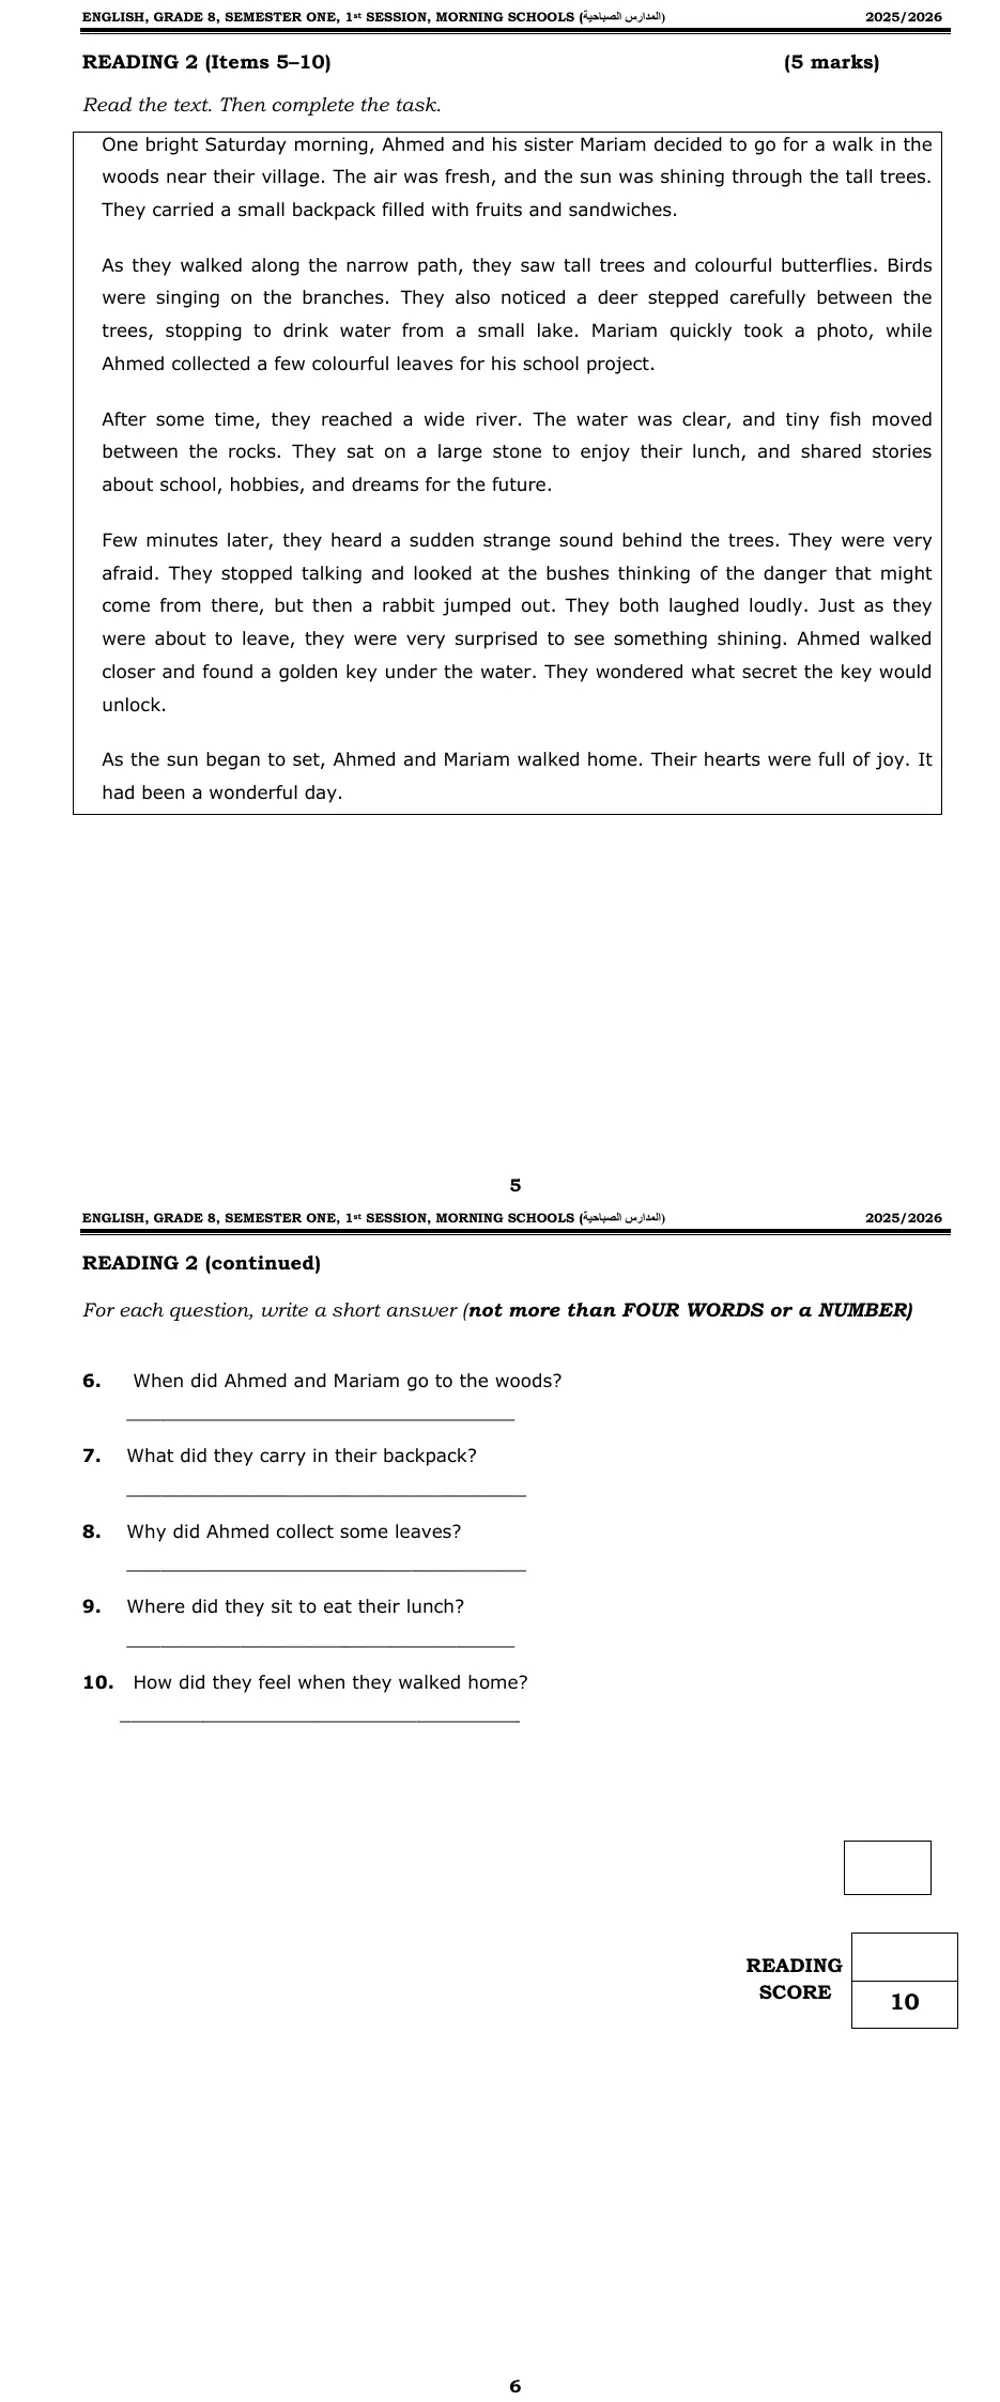 ENGLISH, GRADE 8, SEMESTER ONE, 1st SESSION, MORNING SCHOOLS (المدارس الصباحية) 2025/2026
READING 2 (Items 5–10) (5 marks)
Read the text. Then complete the task.
One bright Saturday morning, Ahmed and his sister Mariam decided to go for a walk in the
woods near their village. The air was fresh, and the sun was shining through the tall trees.
They carried a small backpack filled with fruits and sandwiches.
As they walked along the narrow path, they saw tall trees and colourful butterflies. Birds
were singing on the branches. They also noticed a deer stepped carefully between the
trees, stopping to drink water from a small lake. Mariam quickly took a photo, while
Ahmed collected a few colourful leaves for his school project.
After some time, they reached a wide river. The water was clear, and tiny fish moved
between the rocks. They sat on a large stone to enjoy their lunch, and shared stories
about school, hobbies, and dreams for the future.
Few minutes later, they heard a sudden strange sound behind the trees. They were very
afraid. They stopped talking and looked at the bushes thinking of the danger that might
come from there, but then a rabbit jumped out. They both laughed loudly. Just as they
were about to leave, they were very surprised to see something shining. Ahmed walked
closer and found a golden key under the water. They wondered what secret the key would
unlock.
As the sun began to set, Ahmed and Mariam walked home. Their hearts were full of joy. It
had been a wonderful day.
5
ENGLISH, GRADE 8, SEMESTER ONE, 1st SESSION, MORNING SCHOOLS (المدارس الصباحية) 2025/2026
READING 2 (continued)
For each question, write a short answer (not more than FOUR WORDS or a NUMBER)
6. When did Ahmed and Mariam go to the woods?
7. What did they carry in their backpack?
8. Why did Ahmed collect some leaves?
9. Where did they sit to eat their lunch?
10. How did they feel when they walked home?
READING
SCORE
10
6